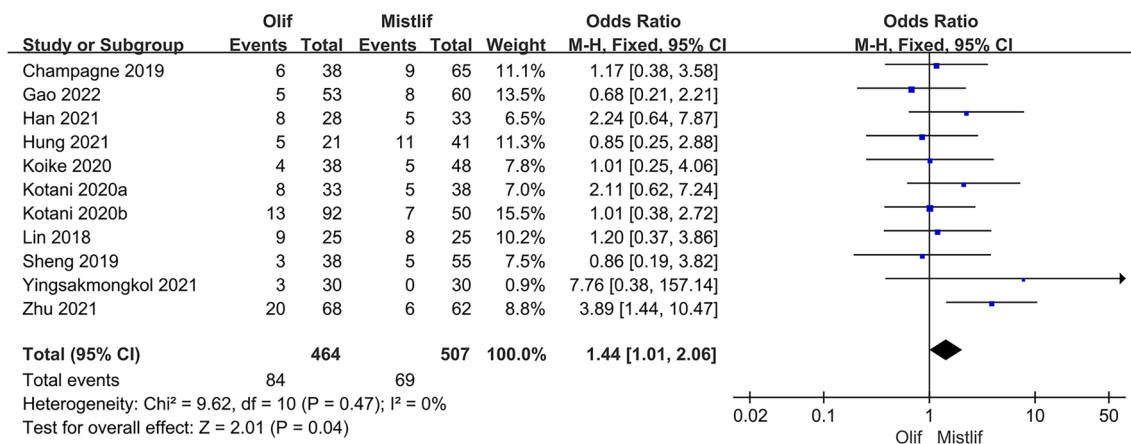 Olif Mistlif Odds Ratio Odds Ratio
Study or Subgroup Events Total Events Total Weight M-H, Fixed, 95% CI M-H, Fixed, 95% CI
Champagne 2019 6 38 9 65 11.1% 1.17 [0.38, 3.58]
Gao 2022 5 53 8 60 13.5% 0.68 [0.21, 2.21]
Han 2021 8 28 5 33 6.5% 2.24 [0.64, 7.87]
Hung 2021 5 21 11 41 11.3% 0.85 [0.25, 2.88]
Koike 2020 4 38 5 48 7.8% 1.01 [0.25, 4.06]
Kotani 2020a 8 33 5 38 7.0% 2.11 [0.62, 7.24]
Kotani 2020b 13 92 7 50 15.5% 1.01 [0.38, 2.72]
Lin 2018 9 25 8 25 10.2% 1.20 [0.37, 3.86]
Sheng 2019 3 38 5 55 7.5% 0.86 [0.19, 3.82]
Yingsakmongkol 2021 3 30 0 30 0.9% 7.76 [0.38, 157.14]
Zhu 2021 20 68 6 62 8.8% 3.89 [1.44, 10.47]
Total (95% CI) 464 507 100.0% 1.44 [1.01, 2.06]
Total events 84 69
Heterogeneity: Chi² = 9.62, df = 10 (P = 0.47); I² = 0%
Test for overall effect: Z = 2.01 (P = 0.04)
0.02 0.1 1 10 50
Olif Mistlif